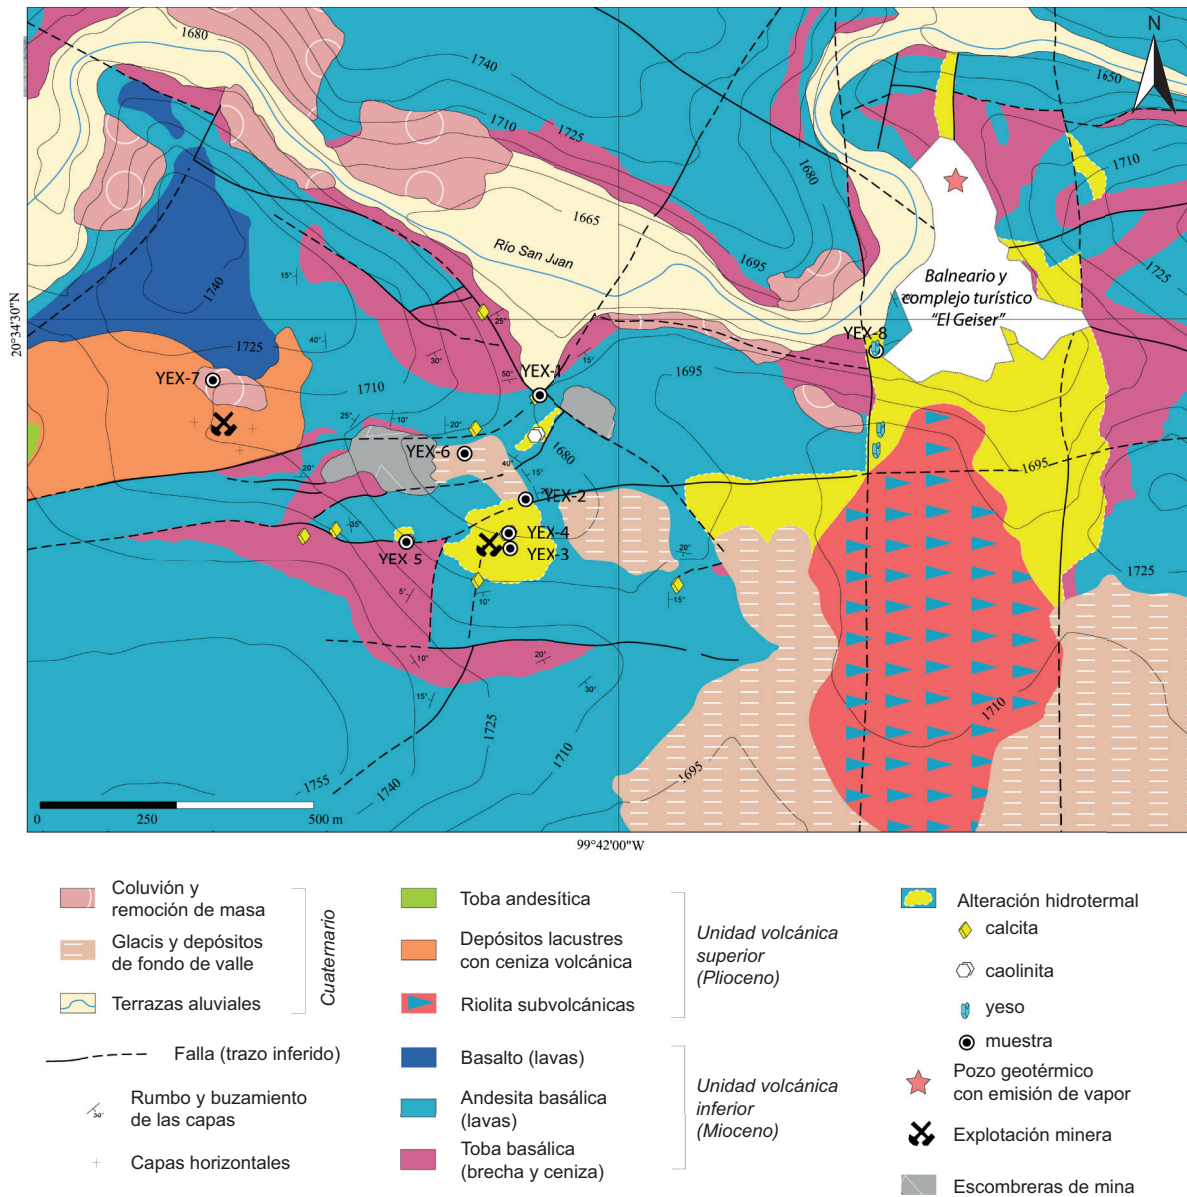 N
1680
1740
1710
1725
1650
1710
1680
1665
Río San Juan
1695
1725
1740
15°
25°
Balneario y
complejo turístico
"El Geiser"
20°34'30"N
YEX-8
1725
40°
30°
15°
50°
YEX-1
YEX-7
1710
1695
25°
10°
20°
YEX-6
40°
15°
1680
1695
20°
25°
YEX-2
35°
YEX-4
YEX-5
YEX-3
20°
1725
5°
10°
15°
10°
20°
15°
30°
1725
1710
1710
1695
1755
1740
0
250
500 m
99°42'00"W
Coluvión y
remoción de masa
Glacis y depósitos
de fondo de valle
Terrazas aluviales
Cuaternario
Falla (trazo inferido)
Rumbo y buzamiento
de las capas
30°
Capas horizontales
Toba andesítica
Depósitos lacustres
con ceniza volcánica
Riolita subvolcánicas
Unidad volcánica
superior
(Plioceno)
Basalto (lavas)
Andesita basálica
(lavas)
Toba basálica
(brecha y ceniza)
Unidad volcánica
inferior
(Mioceno)
Alteración hidrotermal
calcita
caolinita
yeso
muestra
Pozo geotérmico
con emisión de vapor
Explotación minera
Escombreras de mina